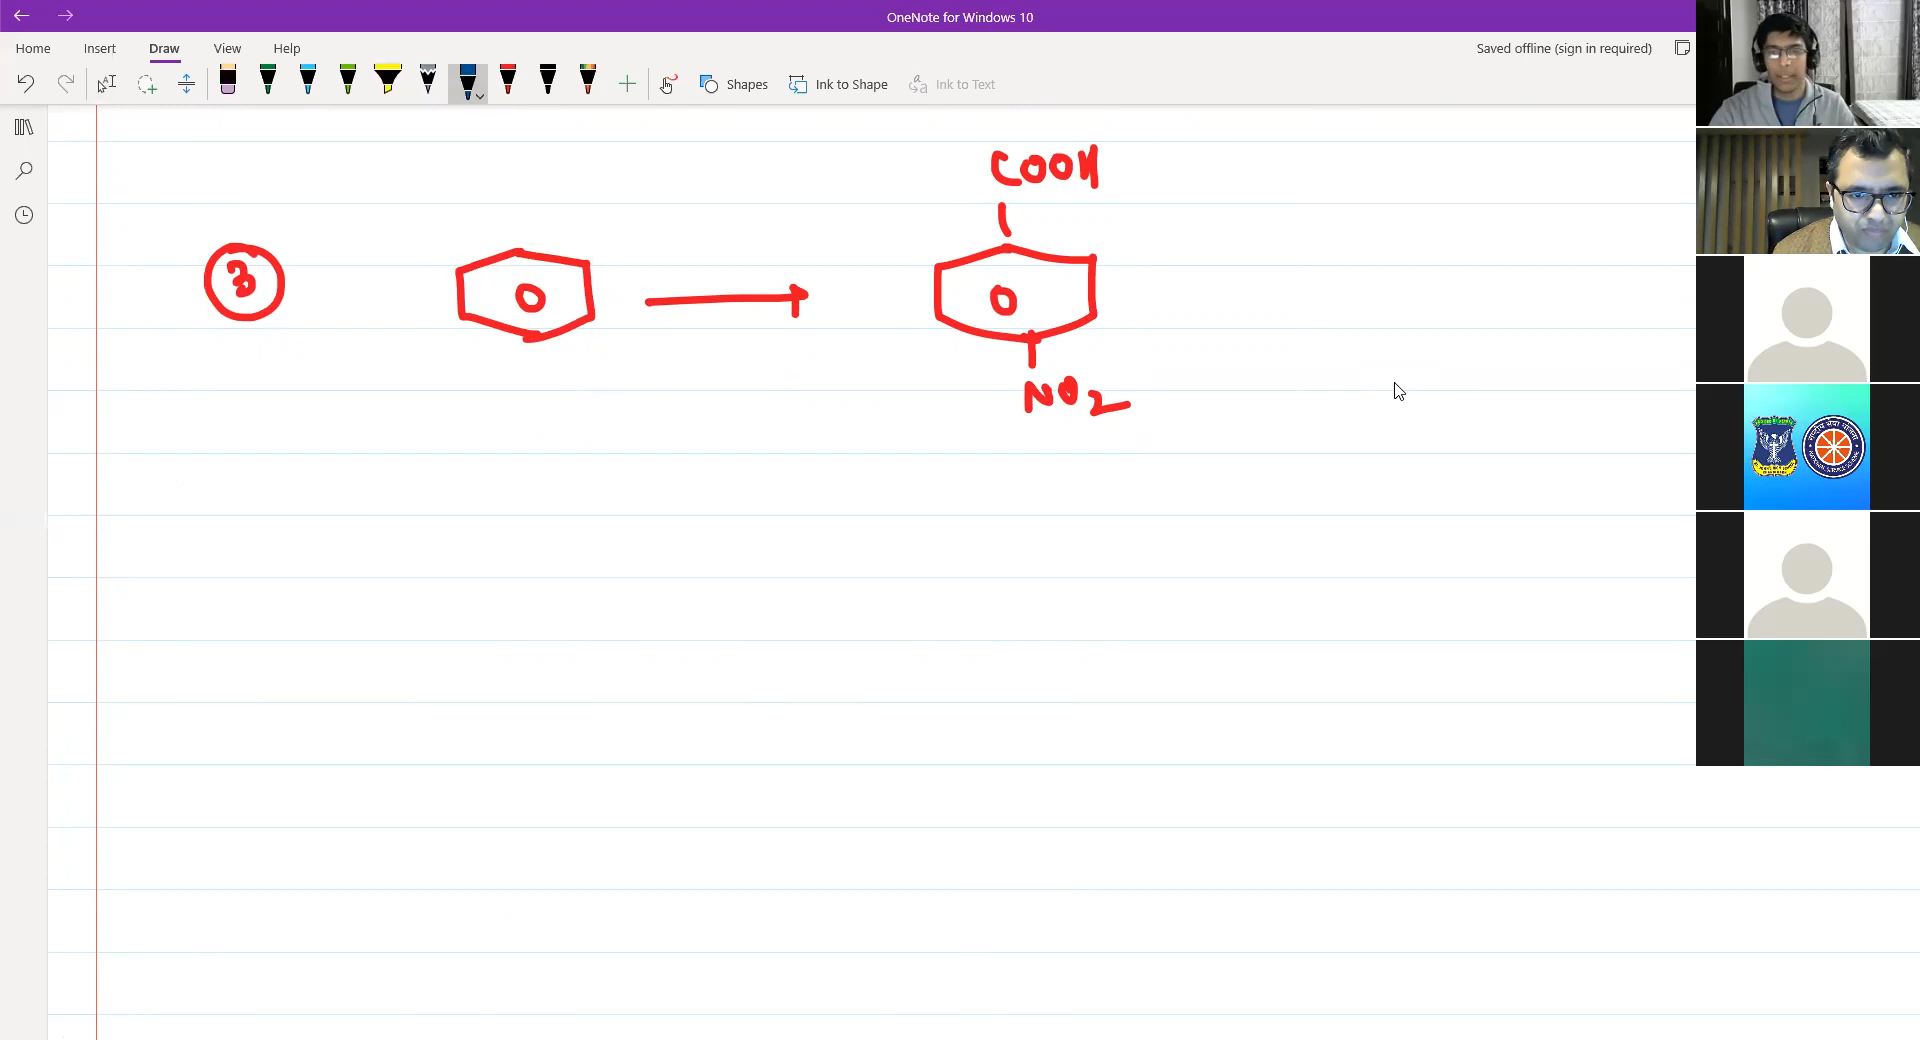 OneNote for Windows 10
Home Insert Draw View Help
Saved offline (sign in required)
Shapes Ink to Shape Ink to Text
COOH
3
O
O
NO2